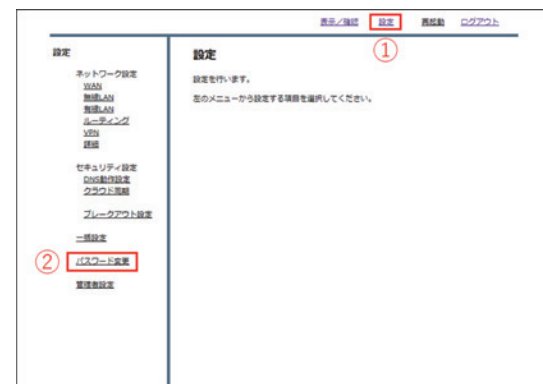 表示/確認 設定 再起動 ログアウト
①
設定
ネットワーク設定
WAN
無線LAN
有線LAN
ルーティング
VPN
詳細
セキュリティ設定
DNS動作設定
クラウド同期
ブレークアウト設定
一括設定
② パスワード変更
管理者設定
設定
設定を行います。
左のメニューから設定する項目を選択してください。